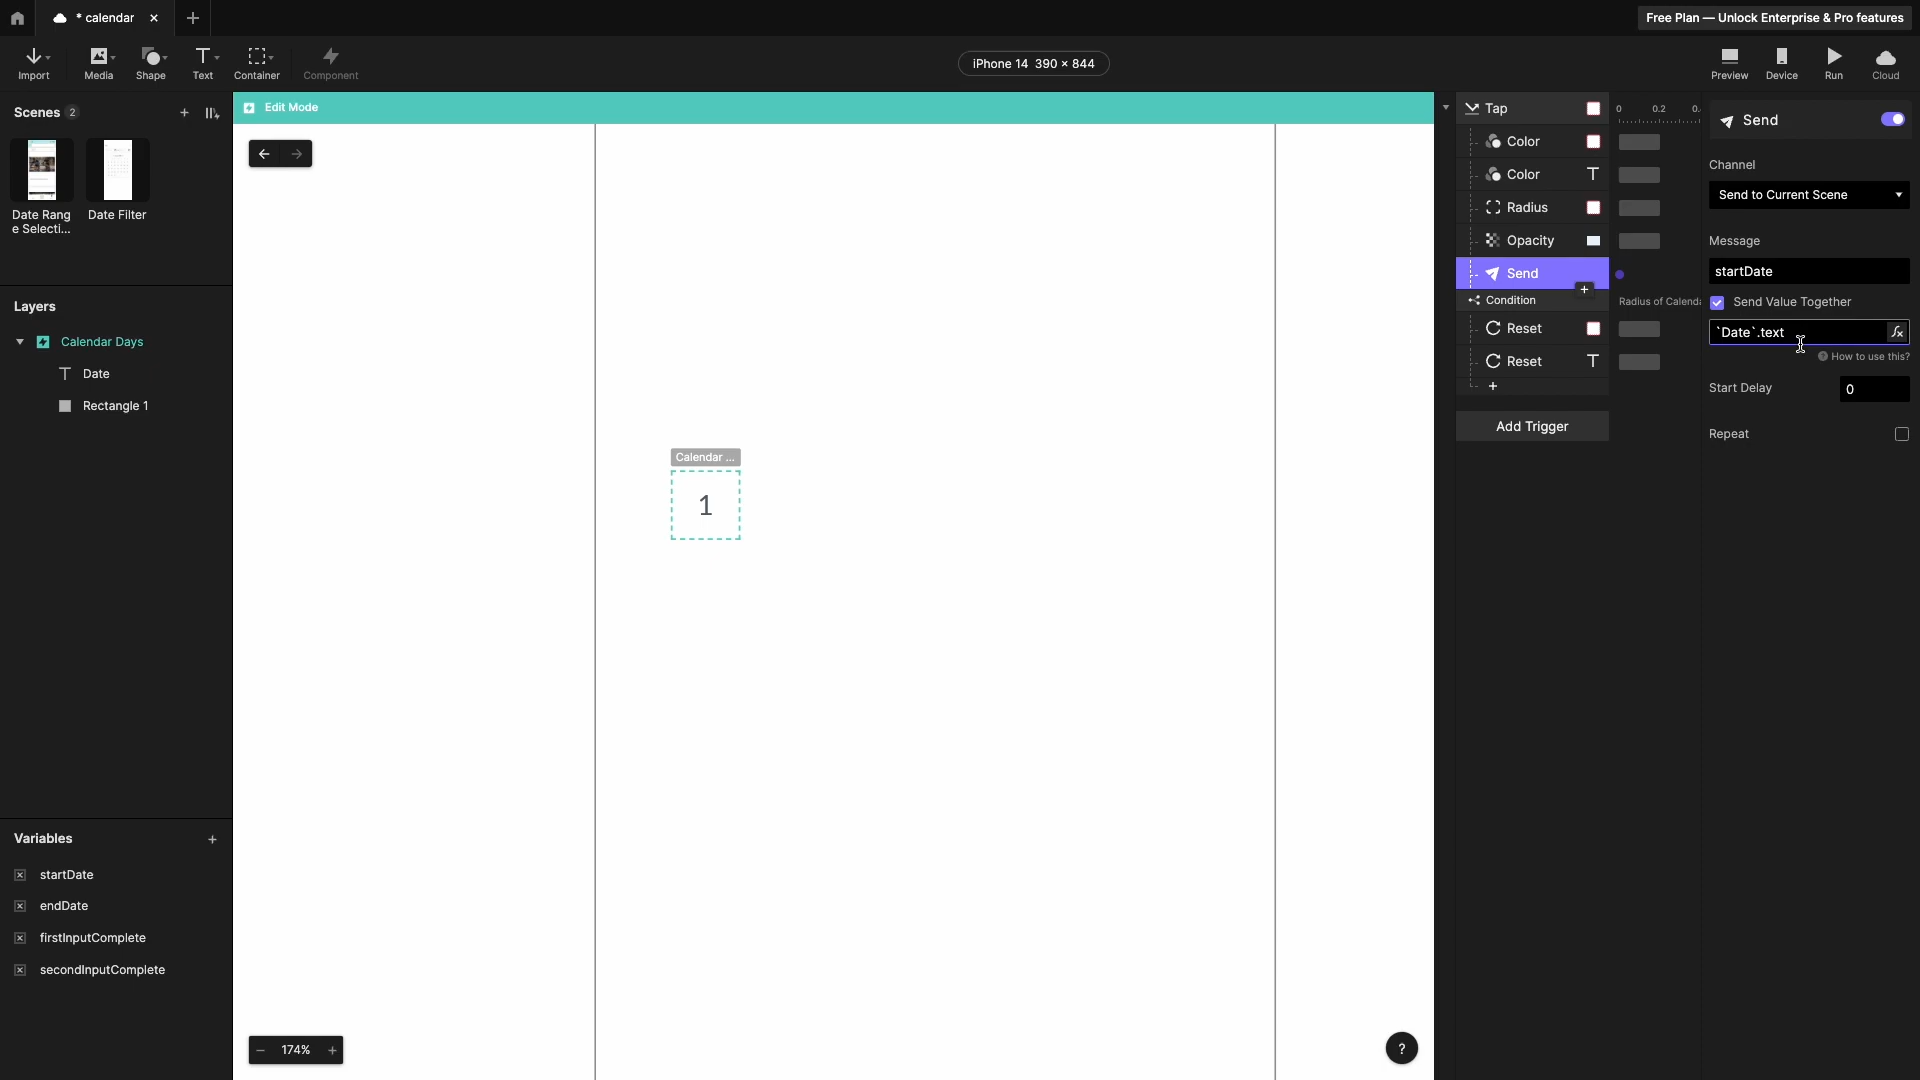 * calendar
Free Plan — Unlock Enterprise & Pro features
Import
Media
Shape
Text
Container
Component
iPhone 14 390 × 844
Preview
Device
Run
Cloud
Scenes 2
Date Rang
e Selecti...
Date Filter
Layers
Calendar Days
Date
Rectangle 1
Variables
startDate
endDate
firstInputComplete
secondInputComplete
Edit Mode
Calendar ...
1
174%
?
Tap
Color
Color
Radius
Opacity
Send
Condition
Reset
Reset
Add Trigger
0 0.2 0.
Radius of Calenda
Send
Channel
Send to Current Scene
Message
startDate
Send Value Together
`Date`.text
How to use this?
Start Delay
0
Repeat